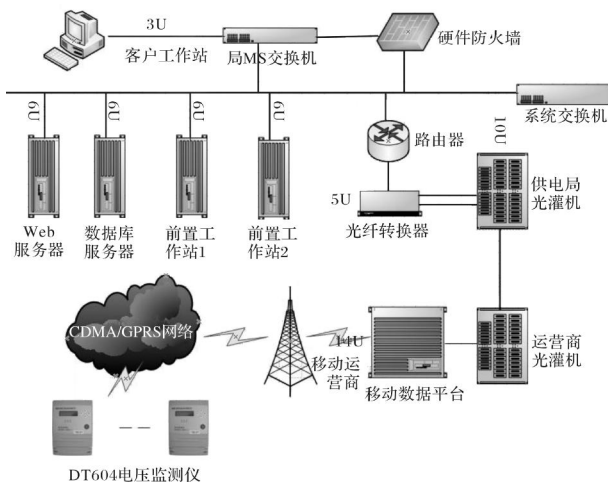 3U
客户工作站
局MS交换机
硬件防火墙
系统交换机
6U
6U
6U
6U
路由器
10U
Web
服务器
数据库
服务器
前置工
作站1
前置工
作站2
5U
光纤转换器
供电局
光灌机
CDMA/GPRS网络
14U
移动运
营商
移动数据平台
运营商
光灌机
DT604电压监测仪